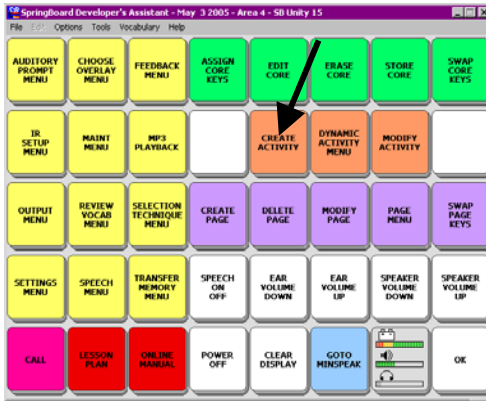 SpringBoard Developer's Assistant - May 3 2005 - Area 4 - SB Unity 15
File Edit Options Tools Vocabulary Help
AUDITORY PROMPT MENU
CHOOSE OVERLAY MENU
FEEDBACK MENU
ASSIGN CORE KEYS
EDIT CORE
ERASE CORE
STORE CORE
SWAP CORE KEYS
IR SETUP MENU
MAINT MENU
MP3 PLAYBACK
CREATE ACTIVITY
DYNAMIC ACTIVITY MENU
MODIFY ACTIVITY
OUTPUT MENU
REVIEW VOCAB MENU
SELECTION TECHNIQUE MENU
CREATE PAGE
DELETE PAGE
MODIFY PAGE
PAGE MENU
SWAP PAGE KEYS
SETTINGS MENU
SPEECH MENU
TRANSFER MEMORY MENU
SPEECH ON OFF
EAR VOLUME DOWN
EAR VOLUME UP
SPEAKER VOLUME DOWN
SPEAKER VOLUME UP
CALL
LESSON PLAN
ONLINE MANUAL
POWER OFF
CLEAR DISPLAY
GOTO MINSPEAK
OK